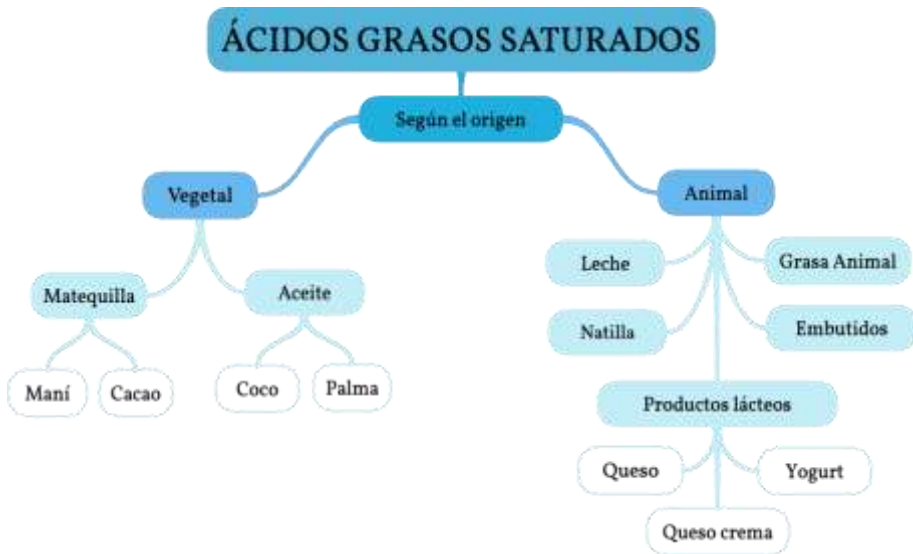 ÁCIDOS GRASOS SATURADOS
Según el origen
Vegetal
Animal
Matequilla
Aceite
Maní
Cacao
Coco
Palma
Leche
Grasa Animal
Natilla
Embutidos
Productos lácteos
Queso
Yogurt
Queso crema